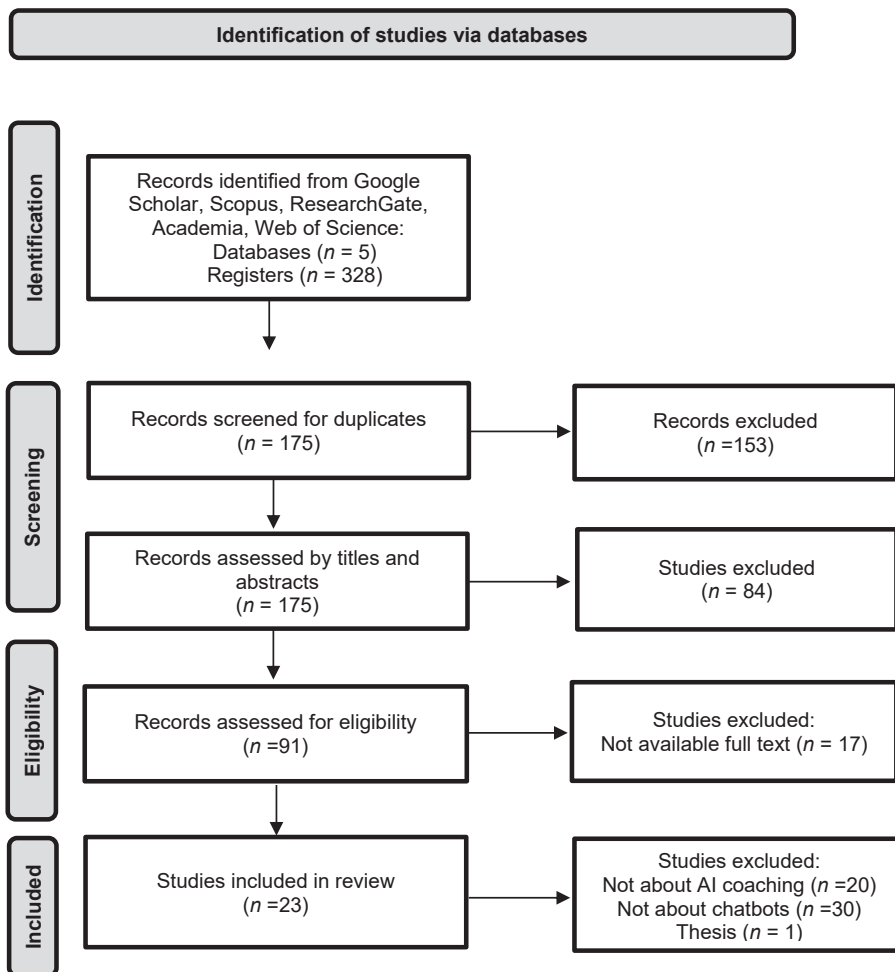 Identification of studies via databases
Identification
Records identified from Google
Scholar, Scopus, ResearchGate,
Academia, Web of Science:
Databases (n = 5)
Registers (n = 328)
Screening
Records screened for duplicates
(n = 175)
Records excluded
(n =153)
Records assessed by titles and
abstracts
(n = 175)
Studies excluded
(n = 84)
Eligibility
Records assessed for eligibility
(n =91)
Studies excluded:
Not available full text (n = 17)
Included
Studies included in review
(n =23)
Studies excluded:
Not about AI coaching (n =20)
Not about chatbots (n =30)
Thesis (n = 1)